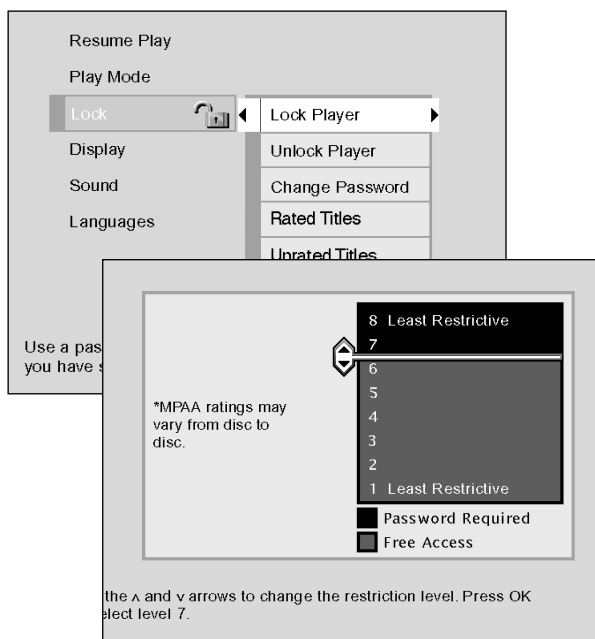 Resume Play
Play Mode
Lock
Display
Sound
Languages
Lock Player
Unlock Player
Change Password
Rated Titles
Unrated Titles
Use a pas
you have
8 Least Restrictive
7
6
5
4
3
2
1 Least Restrictive
*MPAA ratings may
vary from disc to
disc.
Password Required
Free Access
the ∧ and v arrows to change the restriction level. Press OK
elect level 7.